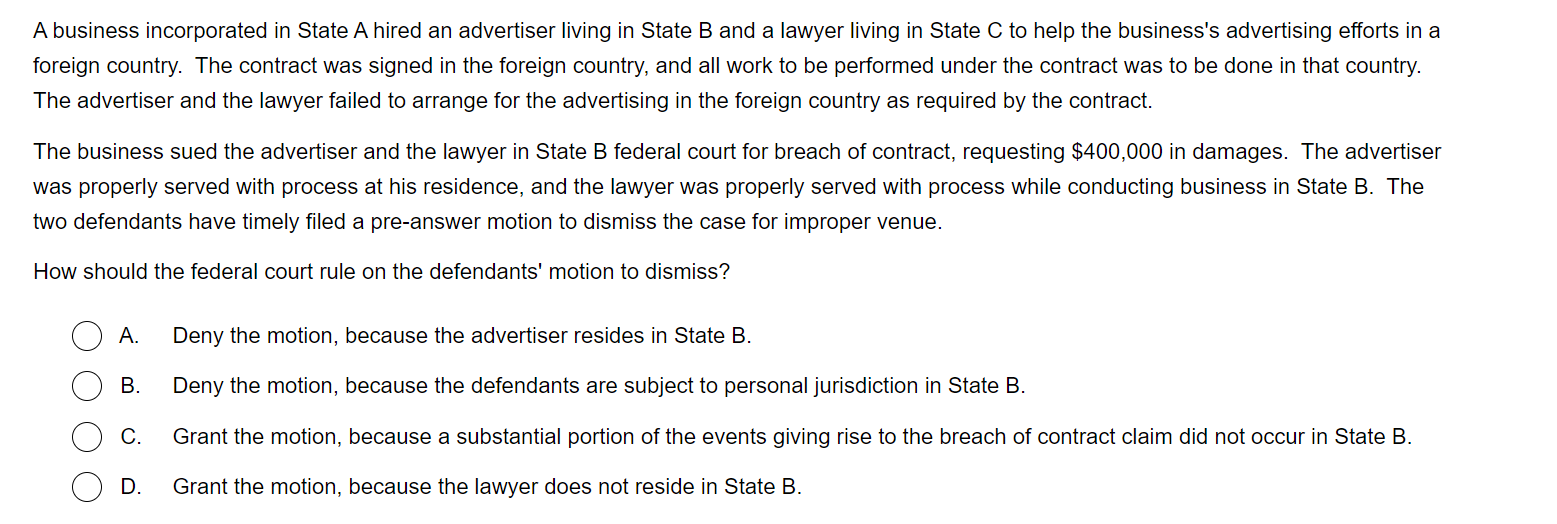 A business incorporated in State A hired an advertiser living in State B and a lawyer living in State C to help the business's advertising efforts in a
foreign country.  The contract was signed in the foreign country, and all work to be performed under the contract was to be done in that country.
The advertiser and the lawyer failed to arrange for the advertising in the foreign country as required by the contract.
The business sued the advertiser and the lawyer in State B federal court for breach of contract, requesting $400,000 in damages.  The advertiser
was properly served with process at his residence, and the lawyer was properly served with process while conducting business in State B.  The
two defendants have timely filed a pre-answer motion to dismiss the case for improper venue.
How should the federal court rule on the defendants' motion to dismiss?
A. Deny the motion, because the advertiser resides in State B.
B. Deny the motion, because the defendants are subject to personal jurisdiction in State B.
C. Grant the motion, because a substantial portion of the events giving rise to the breach of contract claim did not occur in State B.
D. Grant the motion, because the lawyer does not reside in State B.